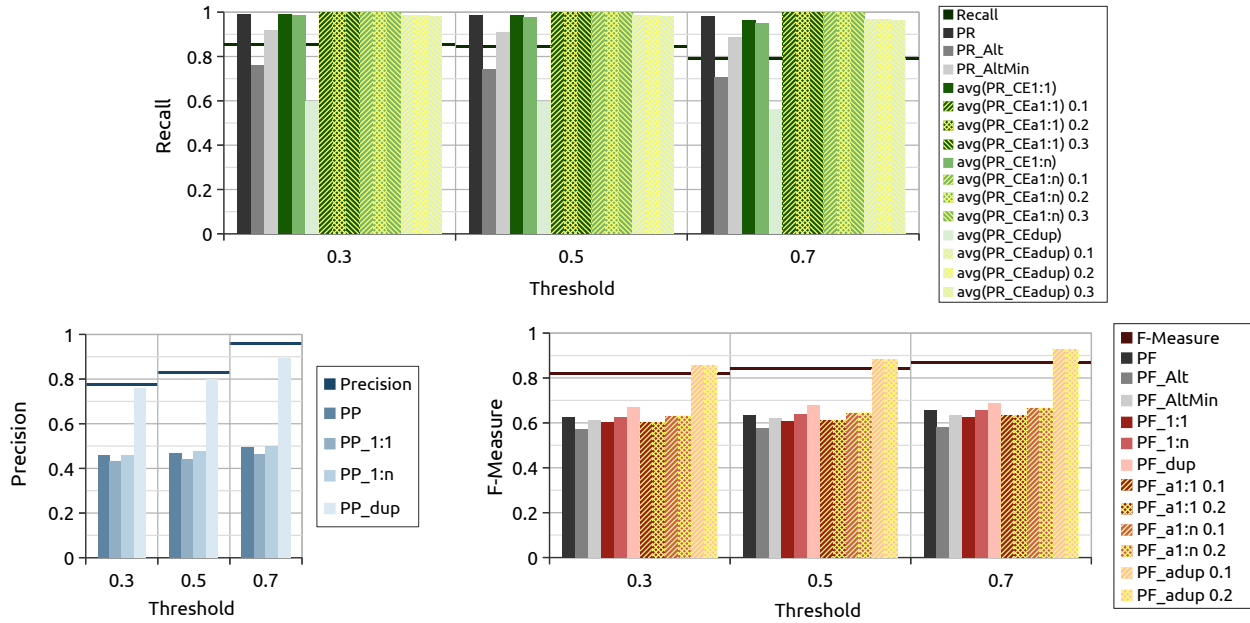 1
0.8
0.6
0.4
0.2
0
Recall
0.3
0.5
0.7
Threshold
Recall
PR
PR_Alt
PR_AltMin
avg(PR_CE1:1)
avg(PR_CEa1:1) 0.1
avg(PR_CEa1:1) 0.2
avg(PR_CEa1:1) 0.3
avg(PR_CE1:n)
avg(PR_CEa1:n) 0.1
avg(PR_CEa1:n) 0.2
avg(PR_CEa1:n) 0.3
avg(PR_CEdup)
avg(PR_CEadup) 0.1
avg(PR_CEadup) 0.2
avg(PR_CEadup) 0.3
1
0.8
0.6
0.4
0.2
0
Precision
0.3
0.5
0.7
Threshold
Precision
PP
PP_1:1
PP_1:n
PP_dup
1
0.8
0.6
0.4
0.2
0
F-Measure
0.3
0.5
0.7
Threshold
F-Measure
PF
PF_Alt
PF_AltMin
PF_1:1
PF_1:n
PF_dup
PF_a1:1 0.1
PF_a1:1 0.2
PF_a1:n 0.1
PF_a1:n 0.2
PF_adup 0.1
PF_adup 0.2